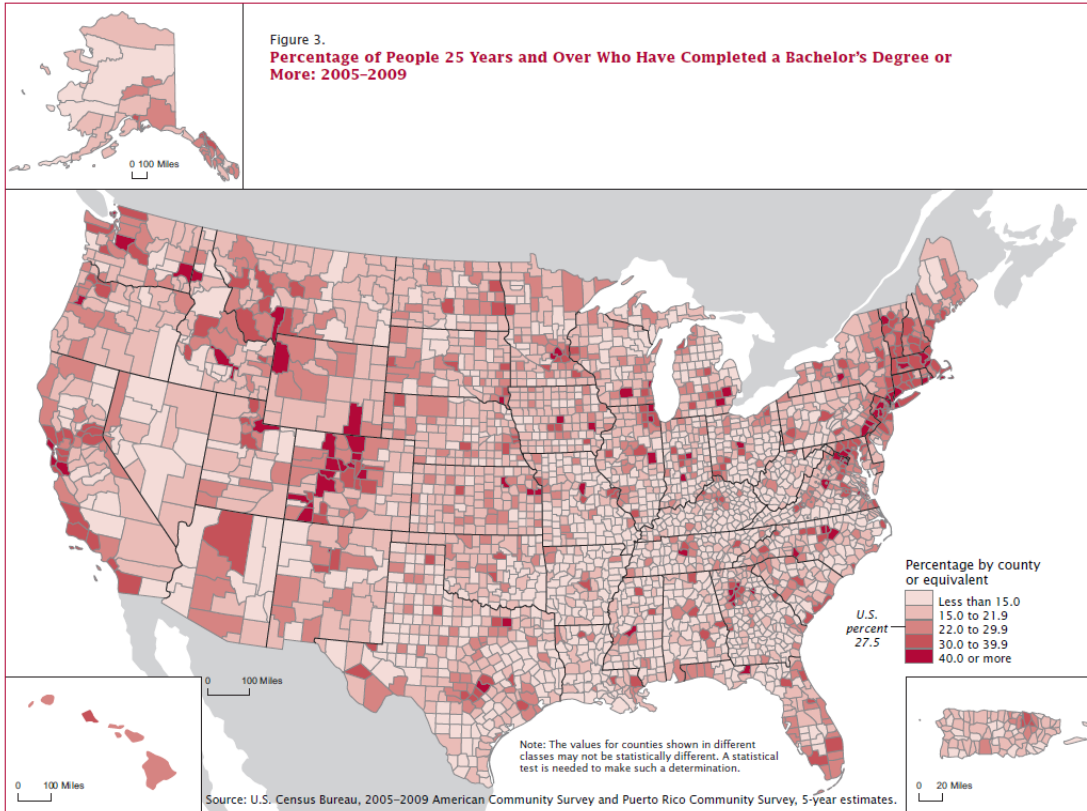 Figure 3.
Percentage of People 25 Years and Over Who Have Completed a Bachelor's Degree or
More: 2005–2009
0 100 Miles
Percentage by county
or equivalent
Less than 15.0
15.0 to 21.9
22.0 to 29.9
30.0 to 39.9
40.0 or more
U.S.
percent
27.5
0 100 Miles
Note: The values for counties shown in different
classes may not be statistically different. A statistical
test is needed to make such a determination.
0 100 Miles
0 20 Miles
Source: U.S. Census Bureau, 2005–2009 American Community Survey and Puerto Rico Community Survey, 5-year estimates.